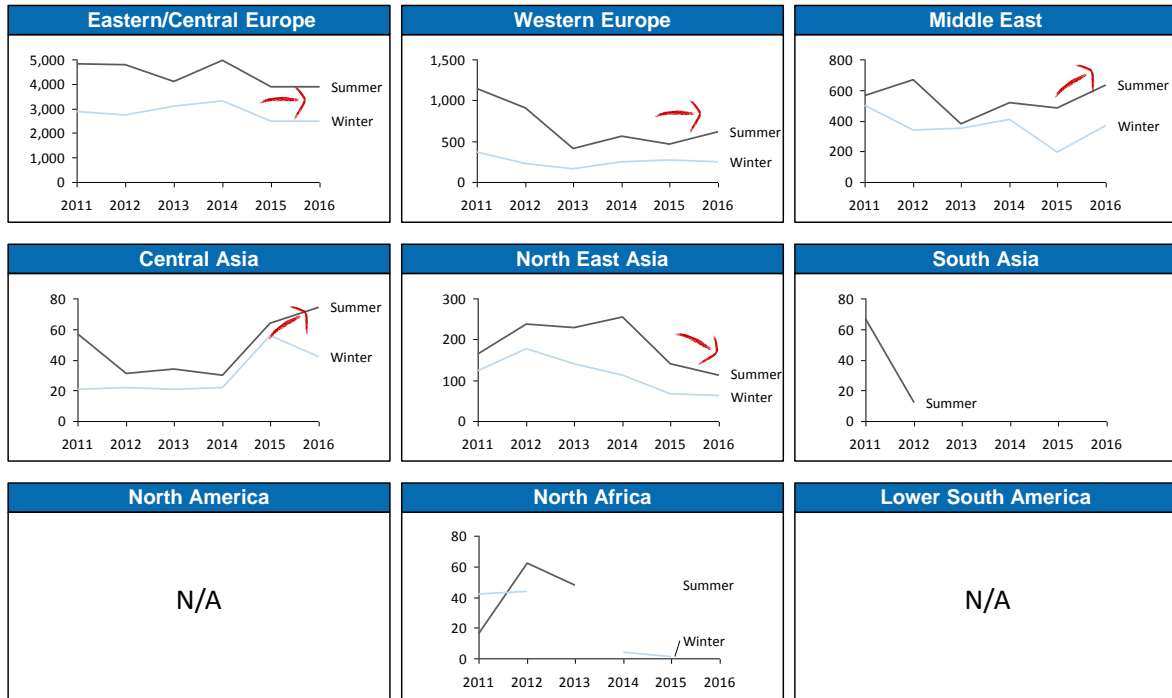 Eastern/Central Europe
5,000
4,000
3,000
2,000
1,000
0
Summer
Winter
2011 2012 2013 2014 2015 2016
Western Europe
1,500
1,000
500
0
Summer
Winter
2011 2012 2013 2014 2015 2016
Middle East
800
600
400
200
0
Summer
Winter
2011 2012 2013 2014 2015 2016
Central Asia
80
60
40
20
0
Summer
Winter
2011 2012 2013 2014 2015 2016
North East Asia
300
200
100
0
Summer
Winter
2011 2012 2013 2014 2015 2016
South Asia
80
60
40
20
0
Summer
2011 2012 2013 2014 2015 2016
North America
N/A
North Africa
80
60
40
20
0
Summer
Winter
2011 2012 2013 2014 2015 2016
Lower South America
N/A